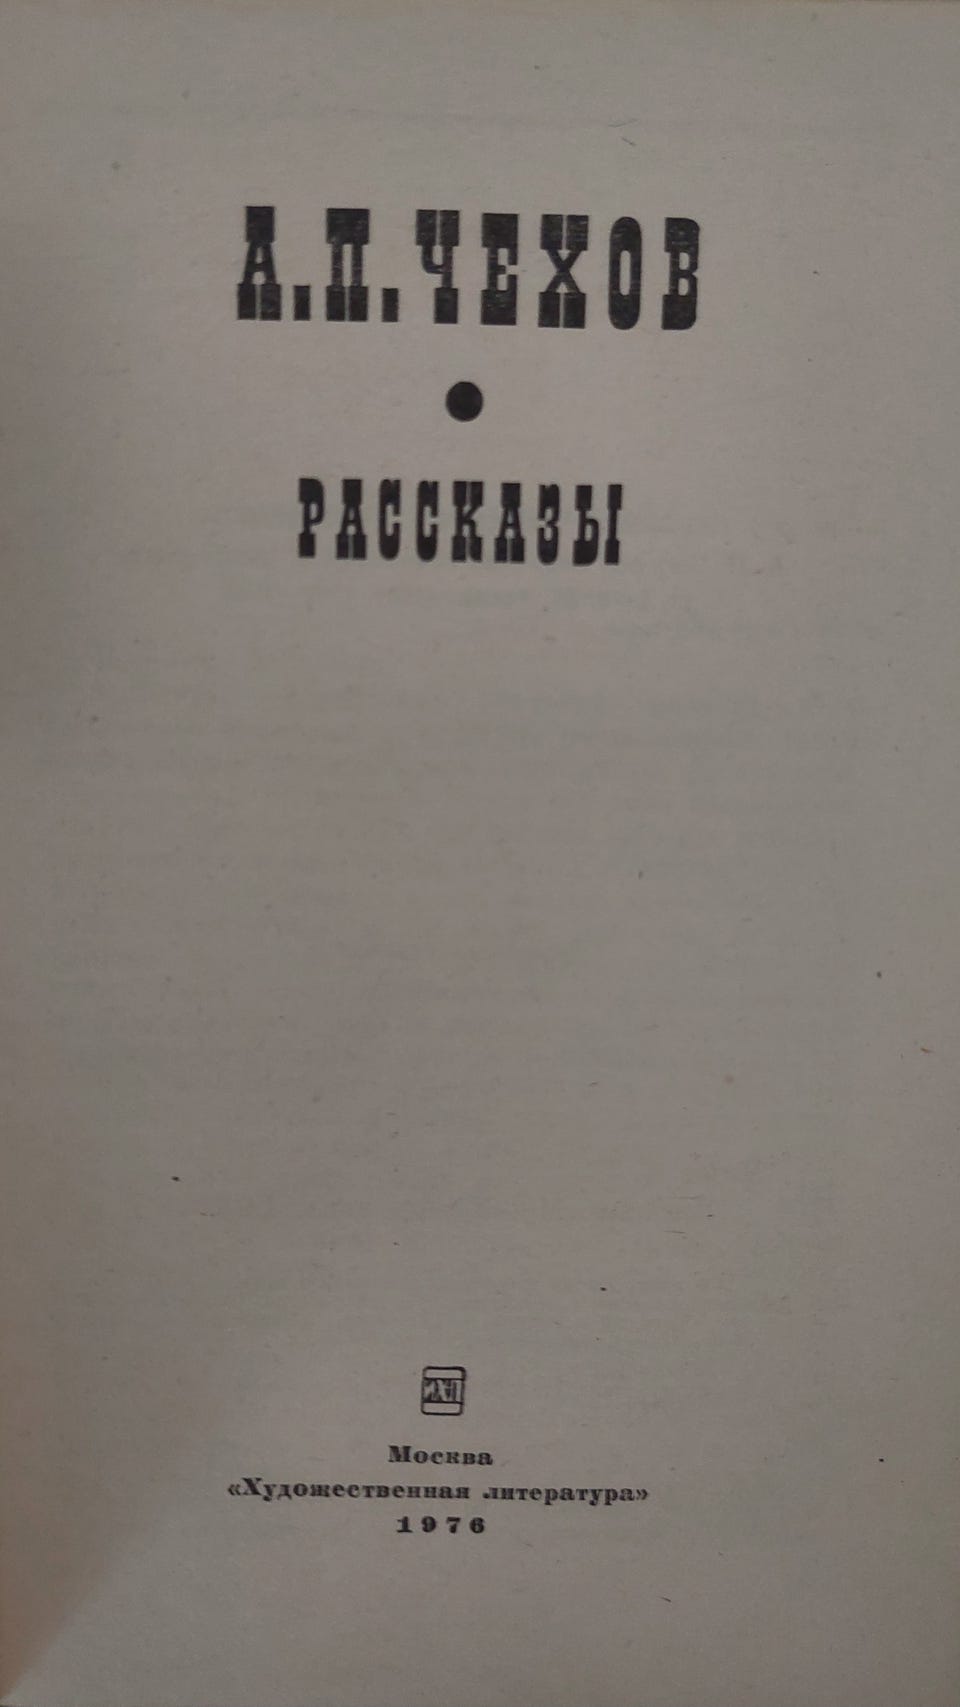 А. П. ЧЕХОВ
РАССКАЗЫ
Москва
«Художественная литература»
1976